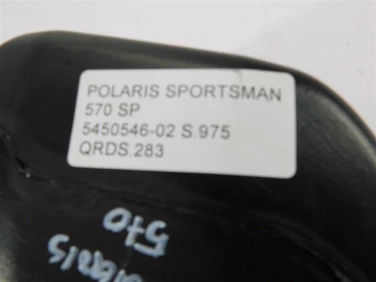 POLARIS SPORTSMAN
570 SP
5450546-02 S.975
QRDS.283
570